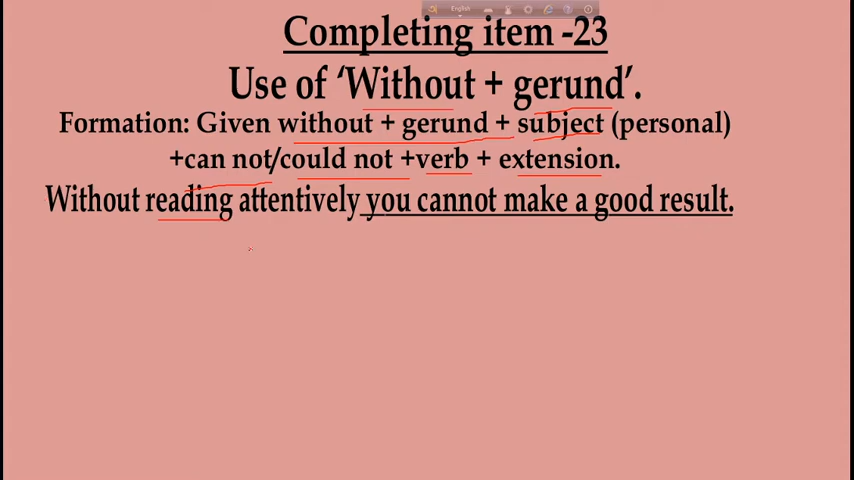 English
Completing item -23
Use of ‘Without + gerund’.
Formation: Given without + gerund + subject (personal)
+can not/could not +verb + extension.
Without reading attentively you cannot make a good result.